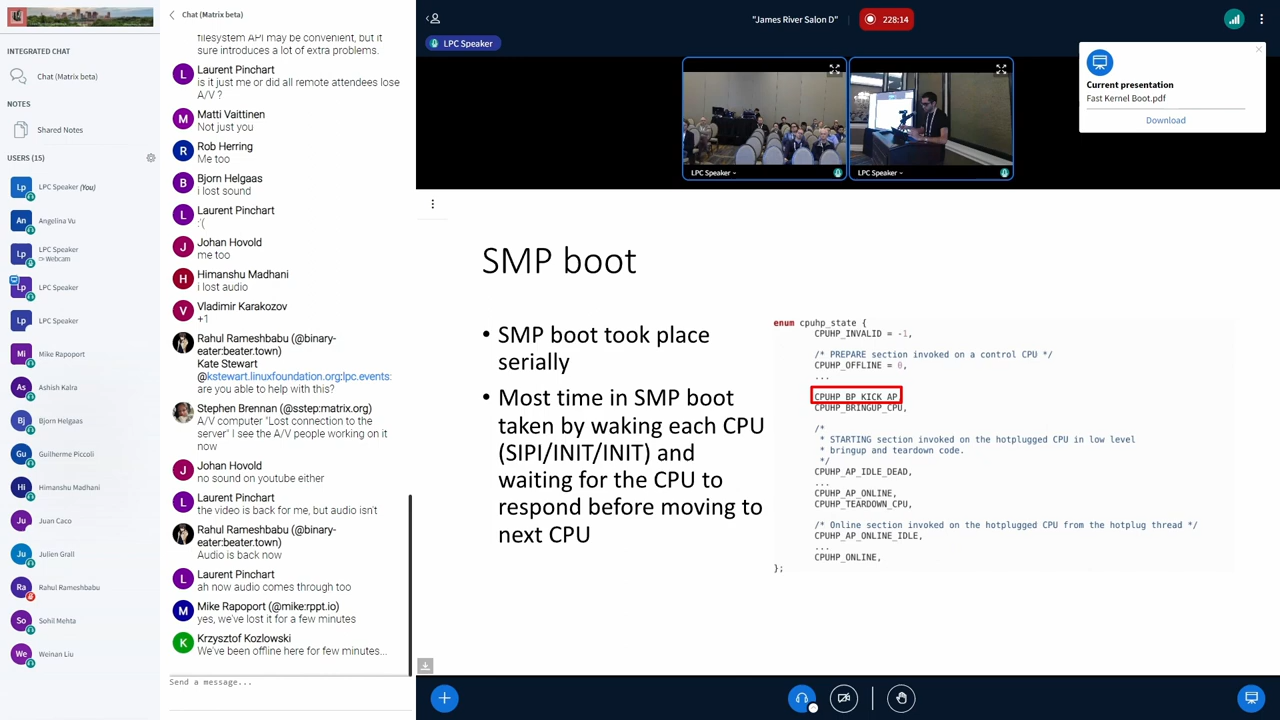 INTEGRATED CHAT
Chat (Matrix beta)
NOTES
Shared Notes
USERS (15)
Lp
LPC Speaker (You)
An
Angelina Vu
Lp
LPC Speaker
Webcam
Lp
LPC Speaker
Lp
LPC Speaker
Mi
Mike Rapoport
As
Ashish Kalra
Bj
Bjorn Helgaas
Gu
Guilherme Piccoli
Hi
Himanshu Madhani
Ju
Juan Caco
Ju
Julien Grall
Ra
Rahul Rameshbabu
So
Sohil Mehta
We
Weinan Liu
Chat (Matrix beta)
filesystem API may be convenient, but it
sure introduces a lot of extra problems.
L
Laurent Pinchart
is it just me or did all remote attendees lose
A/V ?
M
Matti Vaittinen
Not just you
R
Rob Herring
Me too
B
Bjorn Helgaas
i lost sound
L
Laurent Pinchart
:'(
J
Johan Hovold
me too
H
Himanshu Madhani
i lost audio
V
Vladimir Karakozov
+1
Rahul Rameshbabu (@binary-
eater:beater.town)
Kate Stewart
@kstewart.linuxfoundation.org:lpc.events:
are you able to help with this?
Stephen Brennan (@sstep:matrix.org)
A/V computer "Lost connection to the
server" I see the A/V people working on it
now
J
Johan Hovold
no sound on youtube either
L
Laurent Pinchart
the video is back for me, but audio isn't
Rahul Rameshbabu (@binary-
eater:beater.town)
Audio is back now
L
Laurent Pinchart
ah now audio comes through too
M
Mike Rapoport (@mike:rppt.io)
yes, we've lost it for a few minutes
K
Krzysztof Kozlowski
We've been offline here for few minutes...
Send a message...
"James River Salon D"
228:14
LPC Speaker
LPC Speaker
LPC Speaker
Current presentation
Fast Kernel Boot.pdf
Download
SMP boot
• SMP boot took place
serially
• Most time in SMP boot
taken by waking each CPU
(SIPI/INIT/INIT) and
waiting for the CPU to
respond before moving to
next CPU
enum cpuhp_state {
CPUHP_INVALID = -1,
/* PREPARE section invoked on a control CPU */
CPUHP_OFFLINE = 0,
...
CPUHP_BP_KICK_AP,
CPUHP_BRINGUP_CPU,
/*
* STARTING section invoked on the hotplugged CPU in low level
* bringup and teardown code.
*/
CPUHP_AP_IDLE_DEAD,
...
CPUHP_AP_ONLINE,
CPUHP_TEARDOWN_CPU,
/* Online section invoked on the hotplugged CPU from the hotplug thread */
CPUHP_AP_ONLINE_IDLE,
...
CPUHP_ONLINE,
};